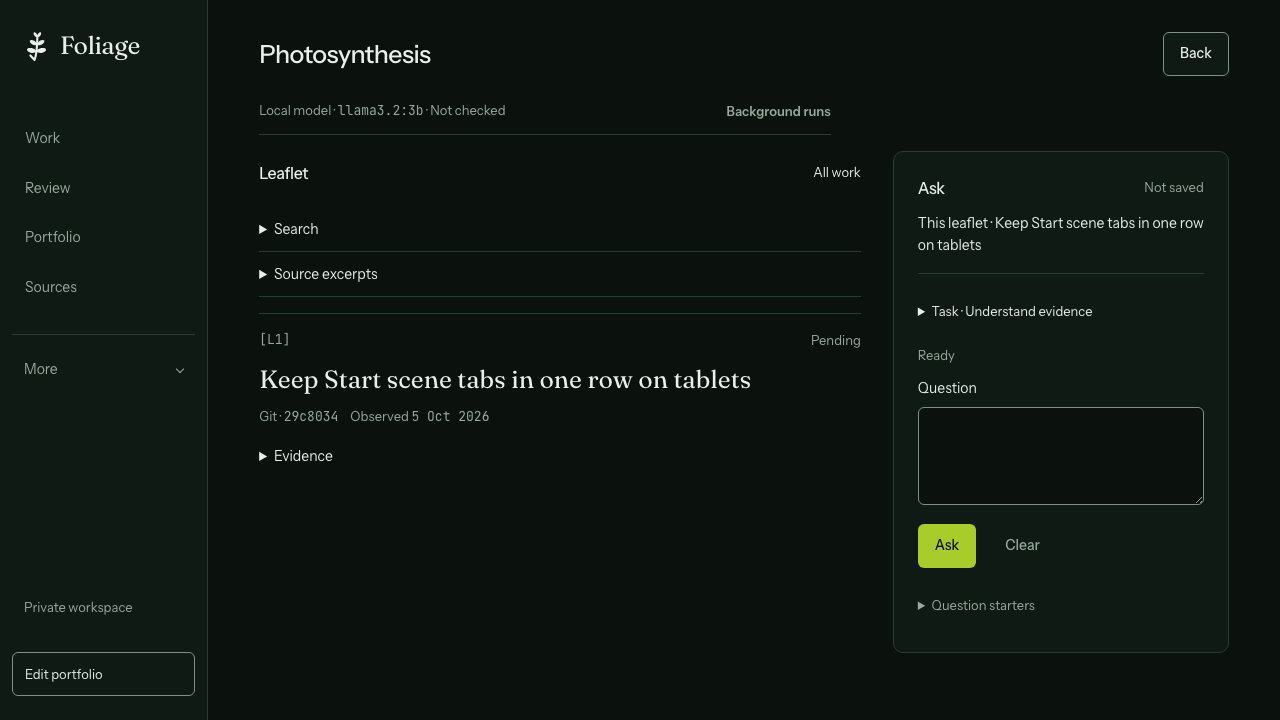 Foliage
Work
Review
Portfolio
Sources
More
Private workspace
Edit portfolio
Photosynthesis
Back
Local model · llama3.2:3b · Not checked
Background runs
Leaflet
All work
Search
Source excerpts
[L1]
Pending
Keep Start scene tabs in one row on tablets
Git · 29c8034 Observed 5 Oct 2026
Evidence
Ask
Not saved
This leaflet · Keep Start scene tabs in one row
on tablets
Task · Understand evidence
Ready
Question
Ask
Clear
Question starters